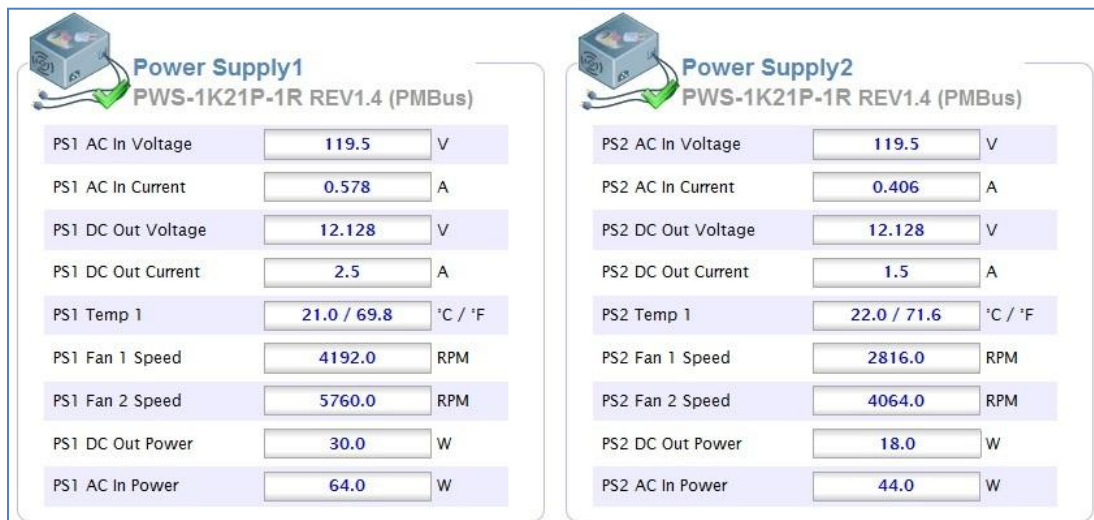 Power Supply1
PWS-1K21P-1R REV1.4 (PMBus)
PS1 AC In Voltage 119.5 V
PS1 AC In Current 0.578 A
PS1 DC Out Voltage 12.128 V
PS1 DC Out Current 2.5 A
PS1 Temp 1 21.0 / 69.8 °C / °F
PS1 Fan 1 Speed 4192.0 RPM
PS1 Fan 2 Speed 5760.0 RPM
PS1 DC Out Power 30.0 W
PS1 AC In Power 64.0 W
Power Supply2
PWS-1K21P-1R REV1.4 (PMBus)
PS2 AC In Voltage 119.5 V
PS2 AC In Current 0.406 A
PS2 DC Out Voltage 12.128 V
PS2 DC Out Current 1.5 A
PS2 Temp 1 22.0 / 71.6 °C / °F
PS2 Fan 1 Speed 2816.0 RPM
PS2 Fan 2 Speed 4064.0 RPM
PS2 DC Out Power 18.0 W
PS2 AC In Power 44.0 W